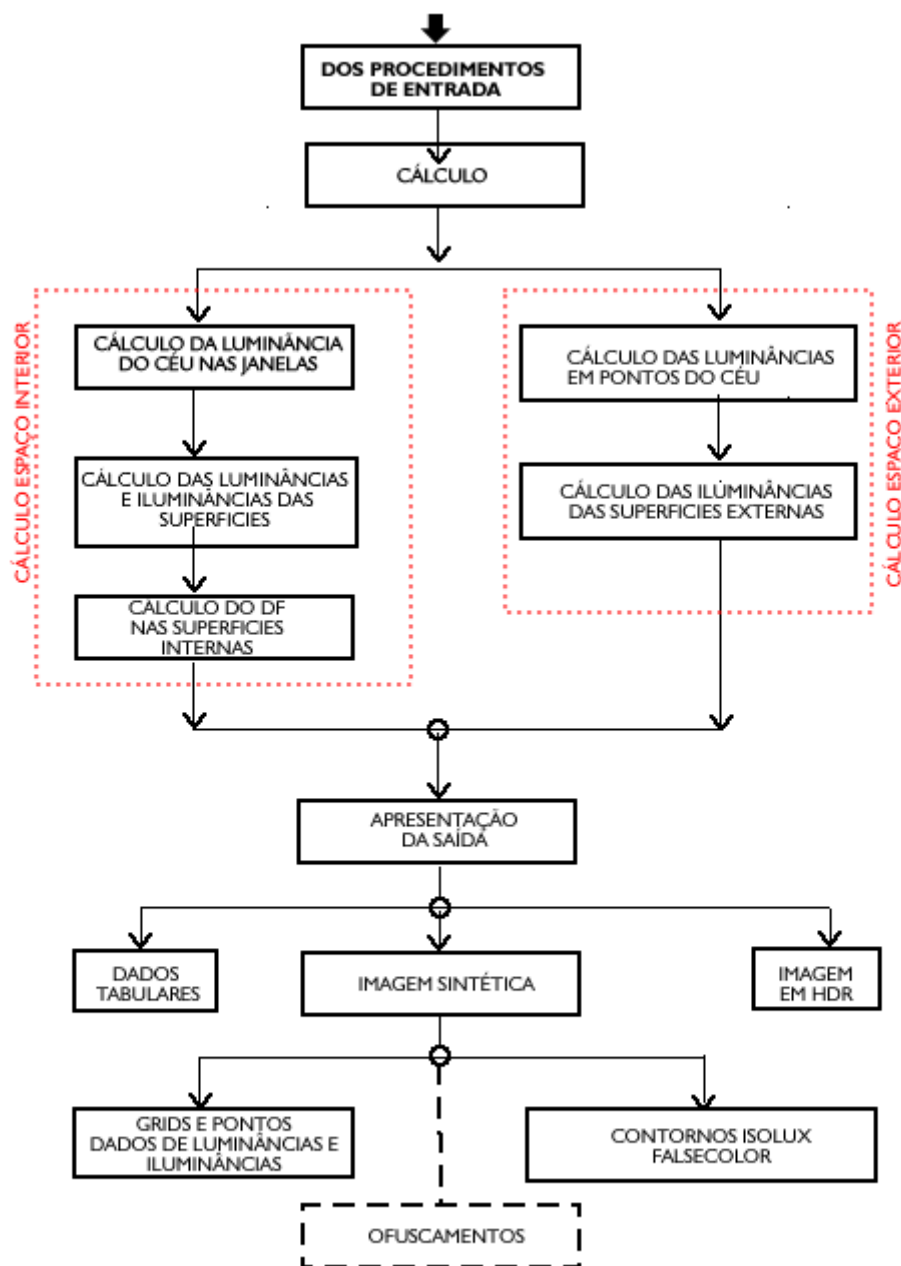 DOS PROCEDIMENTOS
DE ENTRADA
CÁLCULO
CÁLCULO ESPAÇO INTERIOR
CÁLCULO DA LUMINÂNCIA
DO CÉU NAS JANELAS
CÁLCULO DAS LUMINÂNCIAS
E ILUMINÂNCIAS DAS
SUPERFICIES
CÁLCULO DO DF
NAS SUPERFICIES
INTERNAS
CÁLCULO DAS LUMINÂNCIAS
EM PONTOS DO CÉU
CÁLCULO DAS ILUMINÂNCIAS
DAS SUPERFICIES EXTERNAS
CÁLCULO ESPAÇO EXTERIOR
APRESENTAÇÃO
DA SAÍDA
DADOS
TABULARES
IMAGEM SINTÉTICA
IMAGEM
EM HDR
GRIDS E PONTOS
DADOS DE LUMINÂNCIAS E
ILUMINÂNCIAS
CONTORNOS ISOLUX
FALSECOLOR
OFUSCAMENTOS